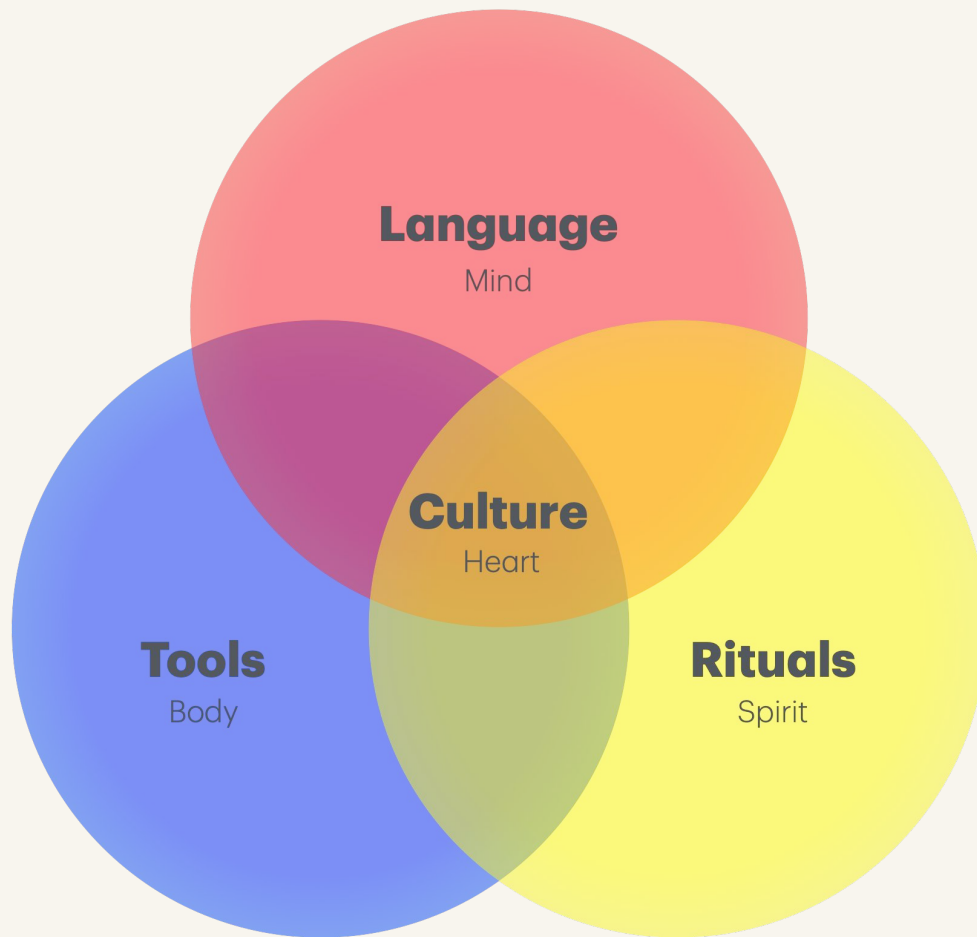 Language
Mind
Culture
Heart
Tools
Body
Rituals
Spirit